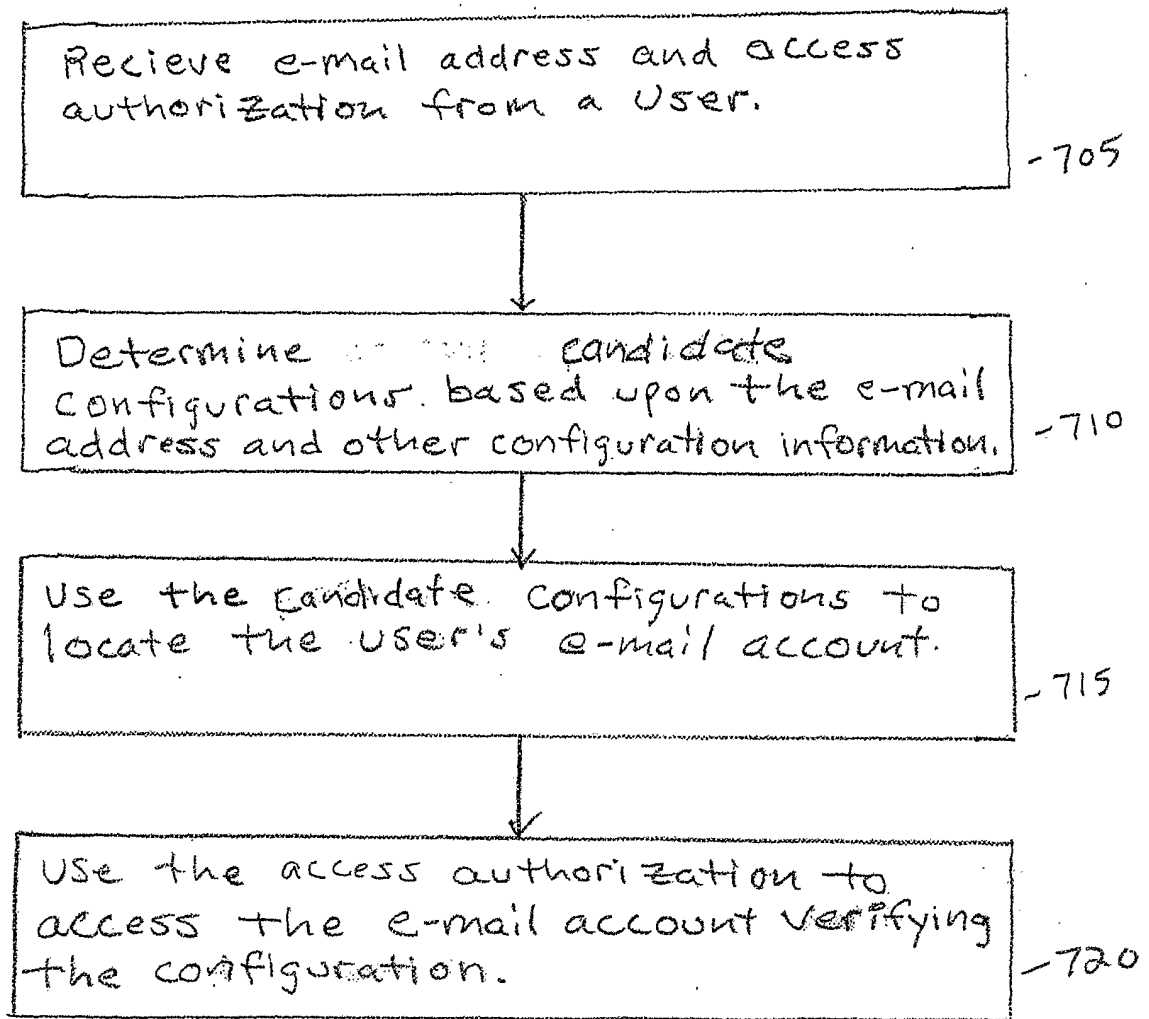 Recieve e-mail address and access
authorization from a User.
-705
Determine candidate
configurations. based upon the e-mail
address and other configuration information.
-710
Use the candidate configurations to
locate the user's e-mail account.
-715
Use the access authorization to
access the e-mail account verifying
the configuration.
-720